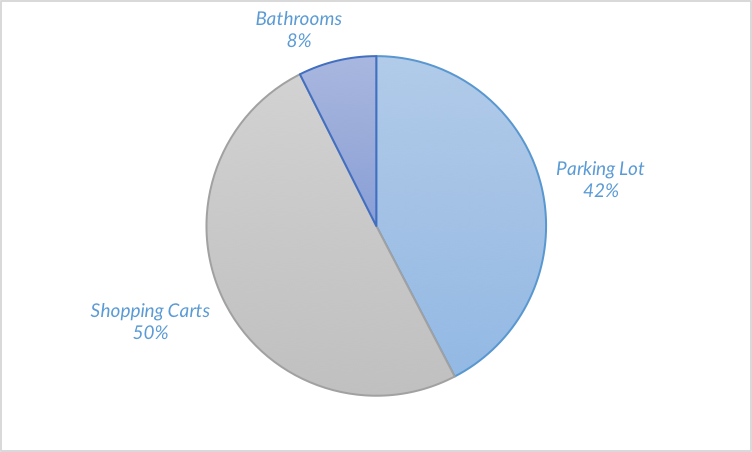 Bathrooms
8%
Parking Lot
42%
Shopping Carts
50%